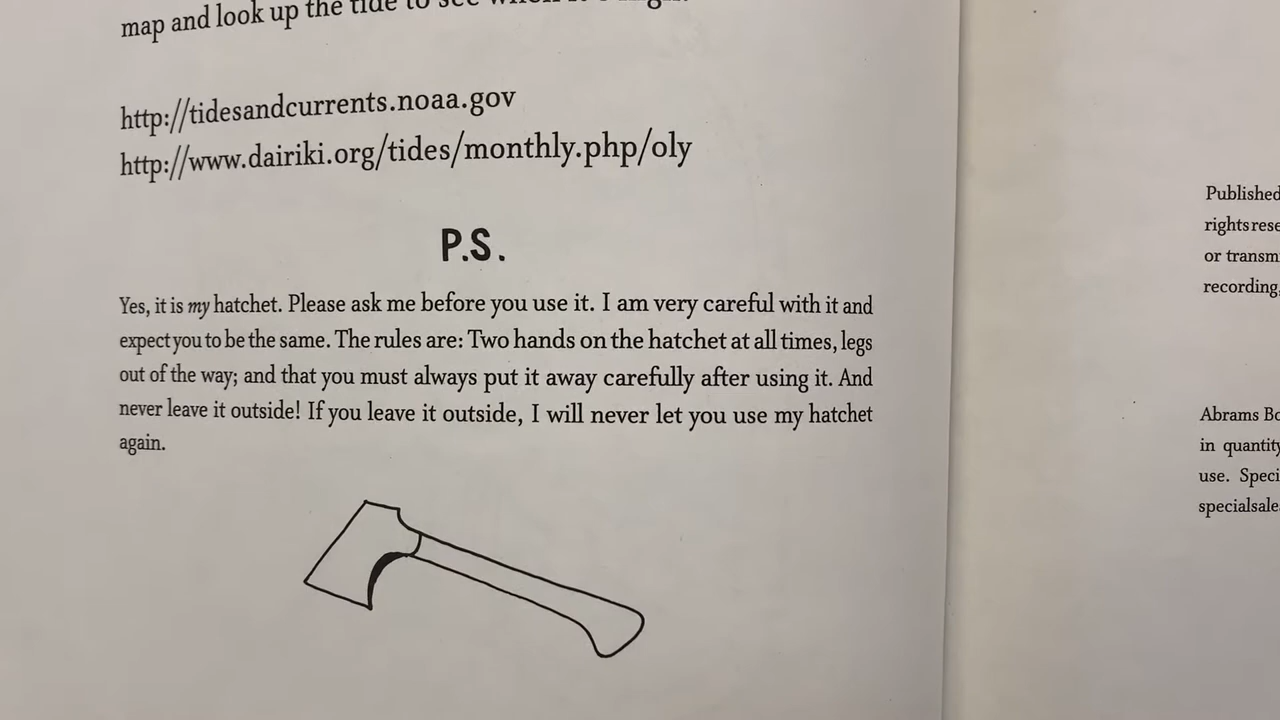 map and look up the tide to see
http://tidesandcurrents.noaa.gov
http://www.dairiki.org/tides/monthly.php/oly
P.S.
Yes, it is my hatchet. Please ask me before you use it. I am very careful with it and
expect you to be the same. The rules are: Two hands on the hatchet at all times, legs
out of the way; and that you must always put it away carefully after using it. And
never leave it outside! If you leave it outside, I will never let you use my hatchet
again.
Published
rights rese
or transm
recording,
Abrams Bo
in quantity
use. Speci
specialsale